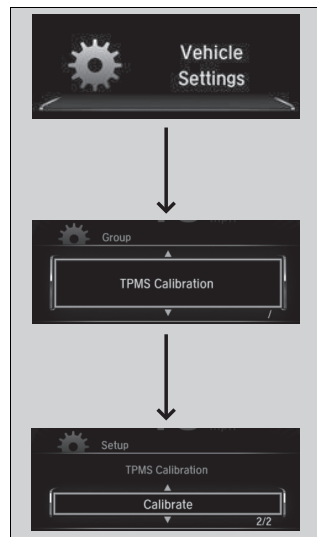 Vehicle
Settings
Group
TPMS Calibration
/
Setup
TPMS Calibration
Calibrate
2/2